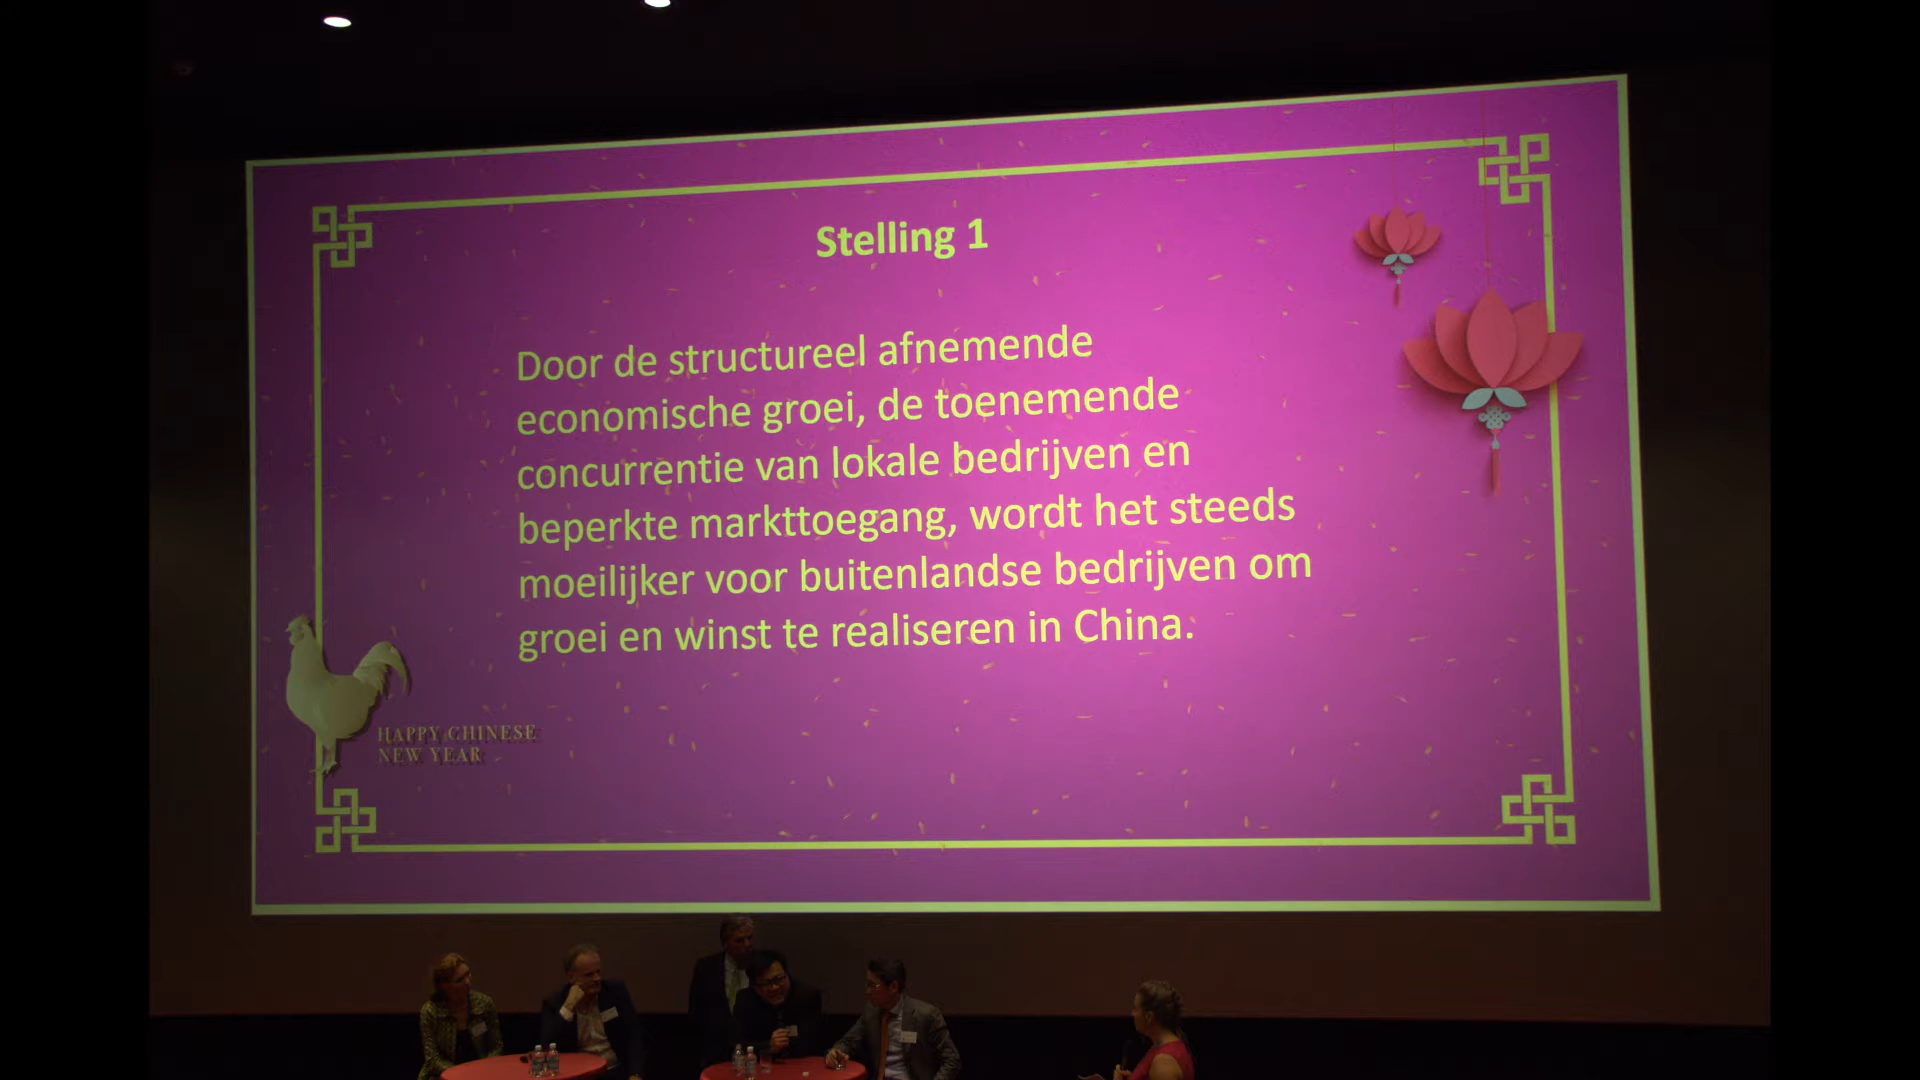 Stelling 1
Door de structureel afnemende
economische groei, de toenemende
concurrentie van lokale bedrijven en
beperkte markttoegang, wordt het steeds
moeilijker voor buitenlandse bedrijven om
groei en winst te realiseren in China.
HAPPY CHINESE
NEW YEAR